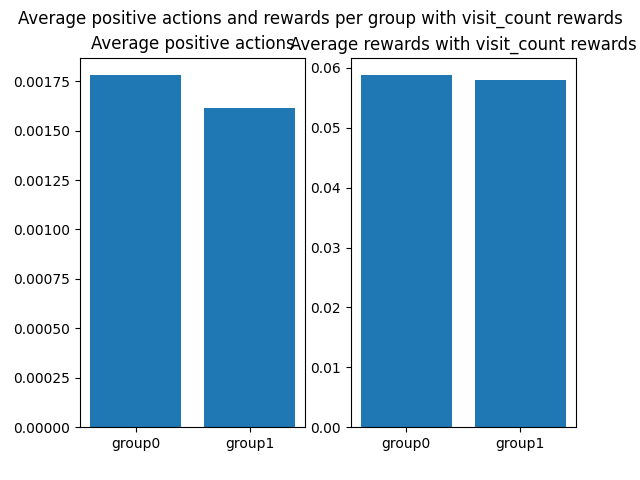 Average positive actions and rewards per group with visit_count rewards
Average positive actions
Average rewards with visit_count rewards
0.00175
0.00150
0.00125
0.00100
0.00075
0.00050
0.00025
0.00000
group0
group1
0.06
0.05
0.04
0.03
0.02
0.01
0.00
group0
group1